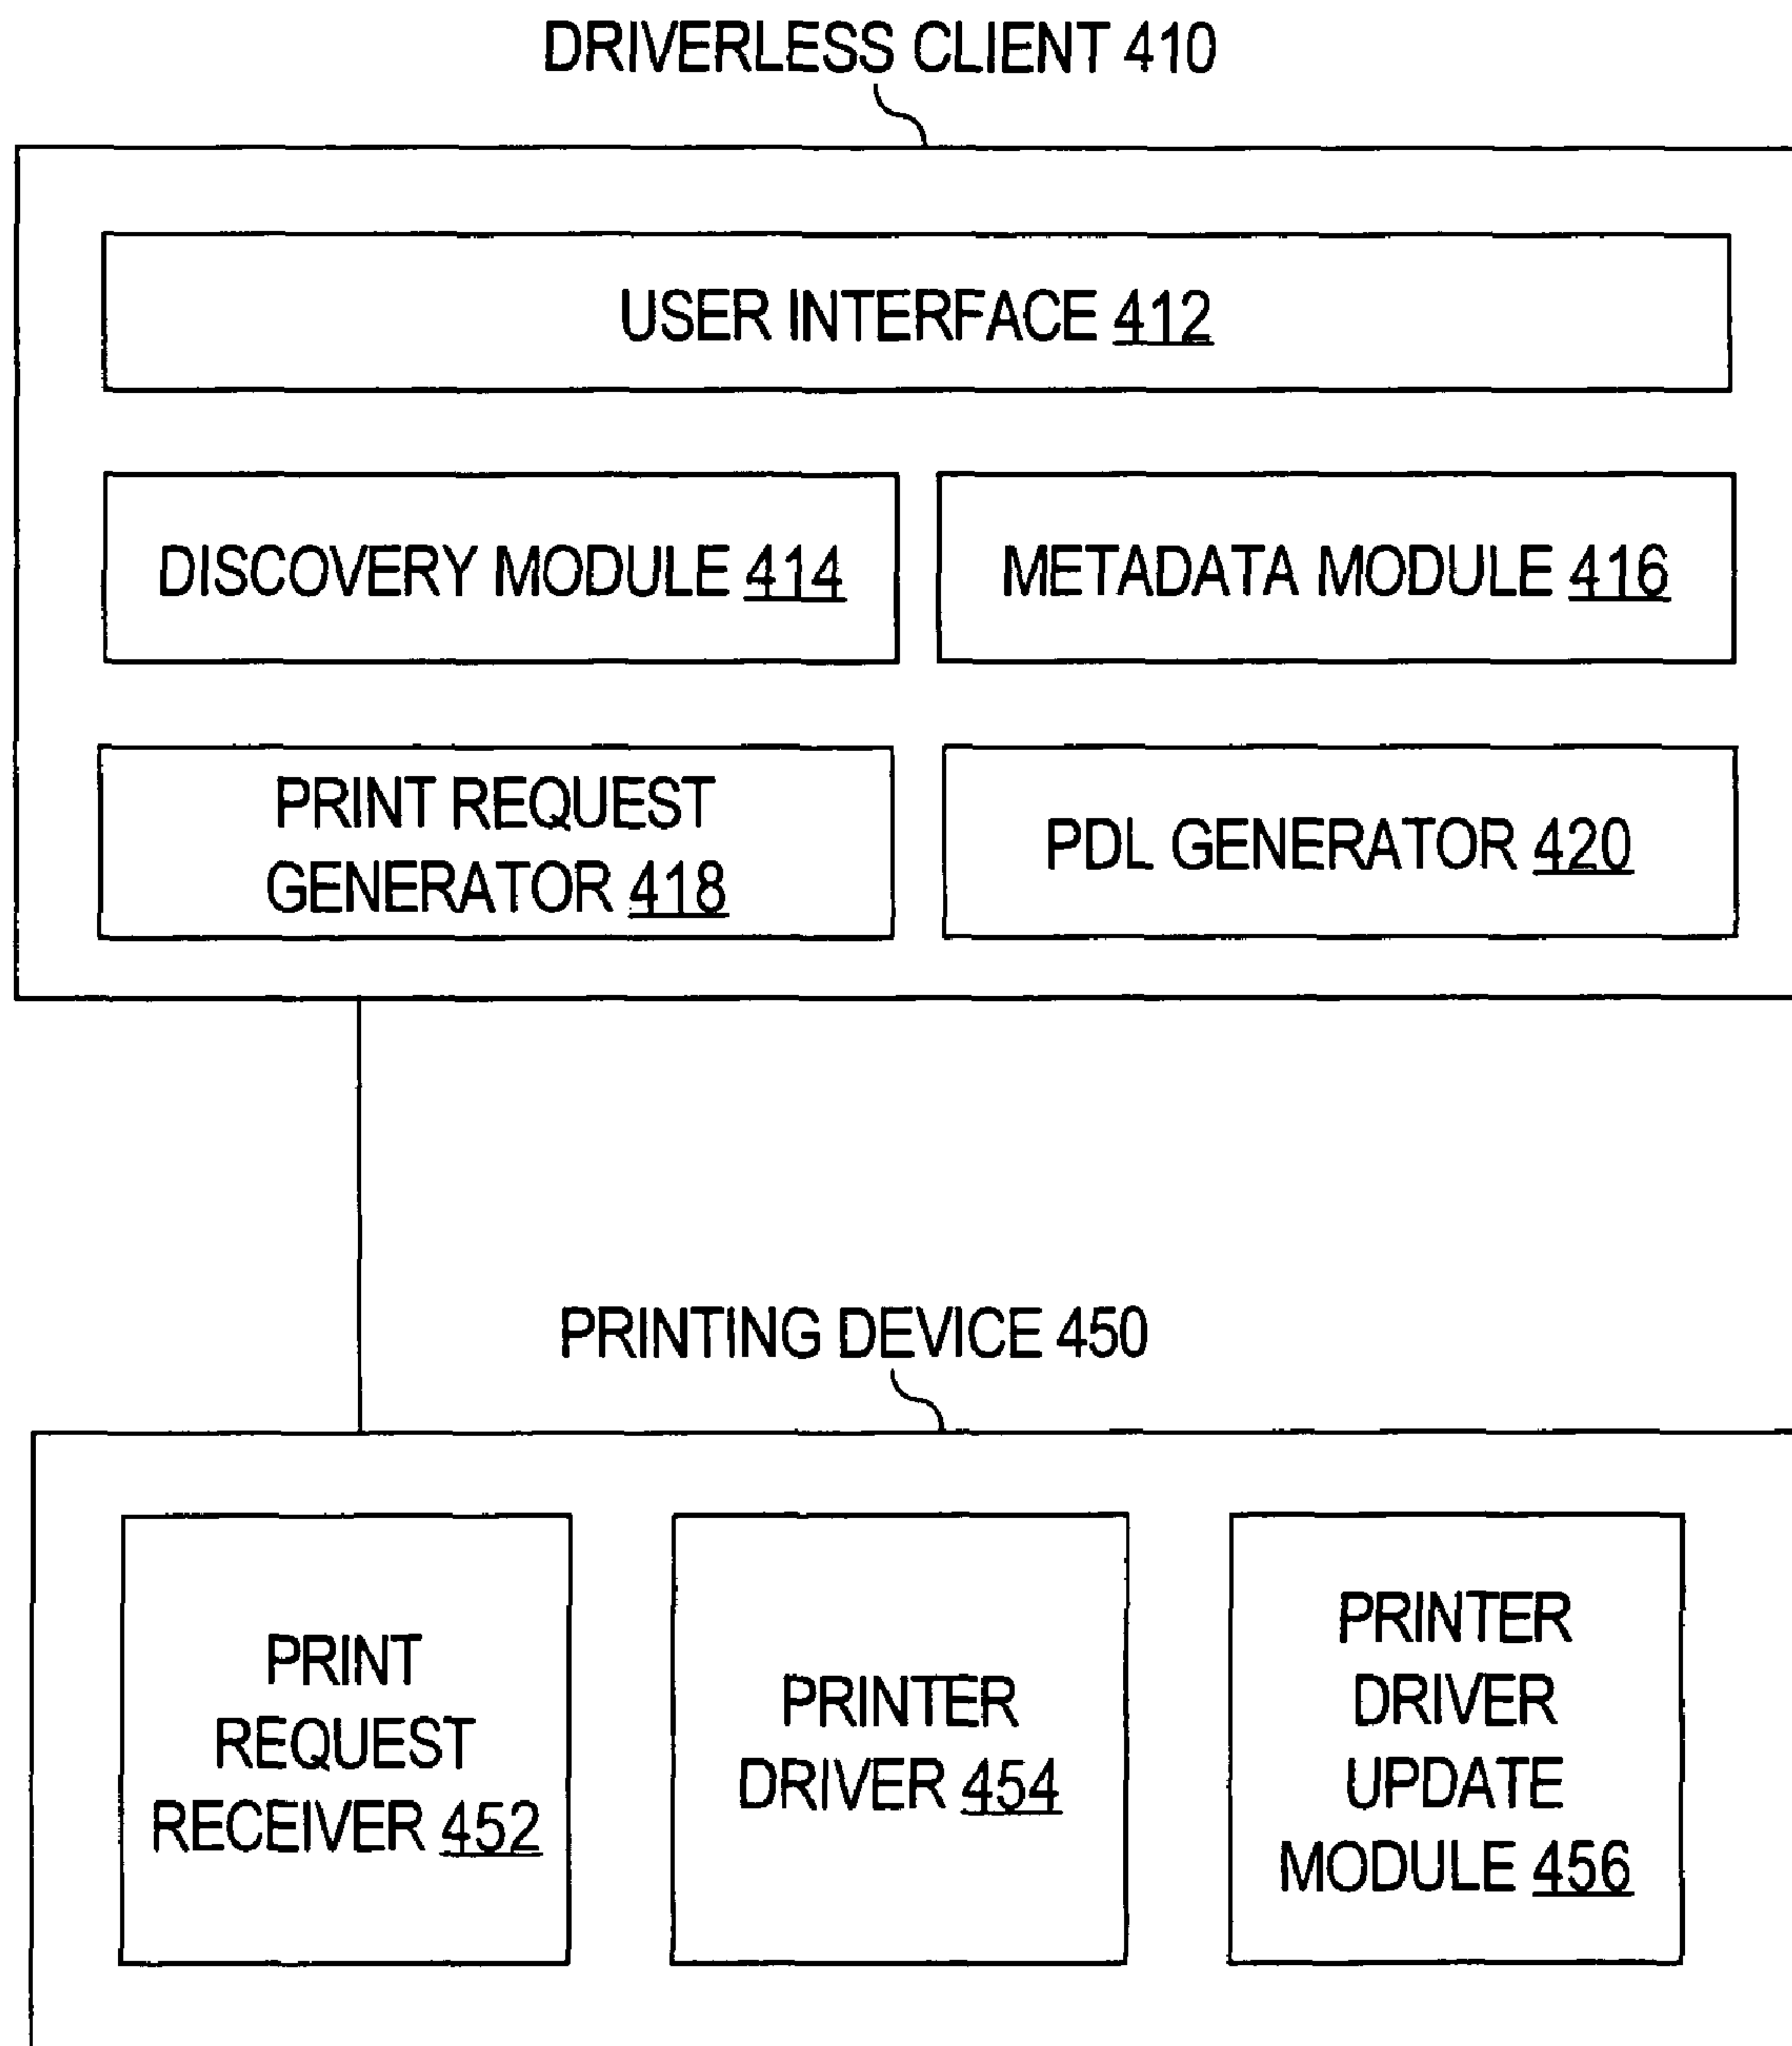 DRIVERLESS CLIENT 410
USER INTERFACE 412
DISCOVERY MODULE 414
METADATA MODULE 416
PRINT REQUEST
GENERATOR 418
PDL GENERATOR 420
PRINTING DEVICE 450
PRINT
REQUEST
RECEIVER 452
PRINTER
DRIVER 454
PRINTER
DRIVER
UPDATE
MODULE 456